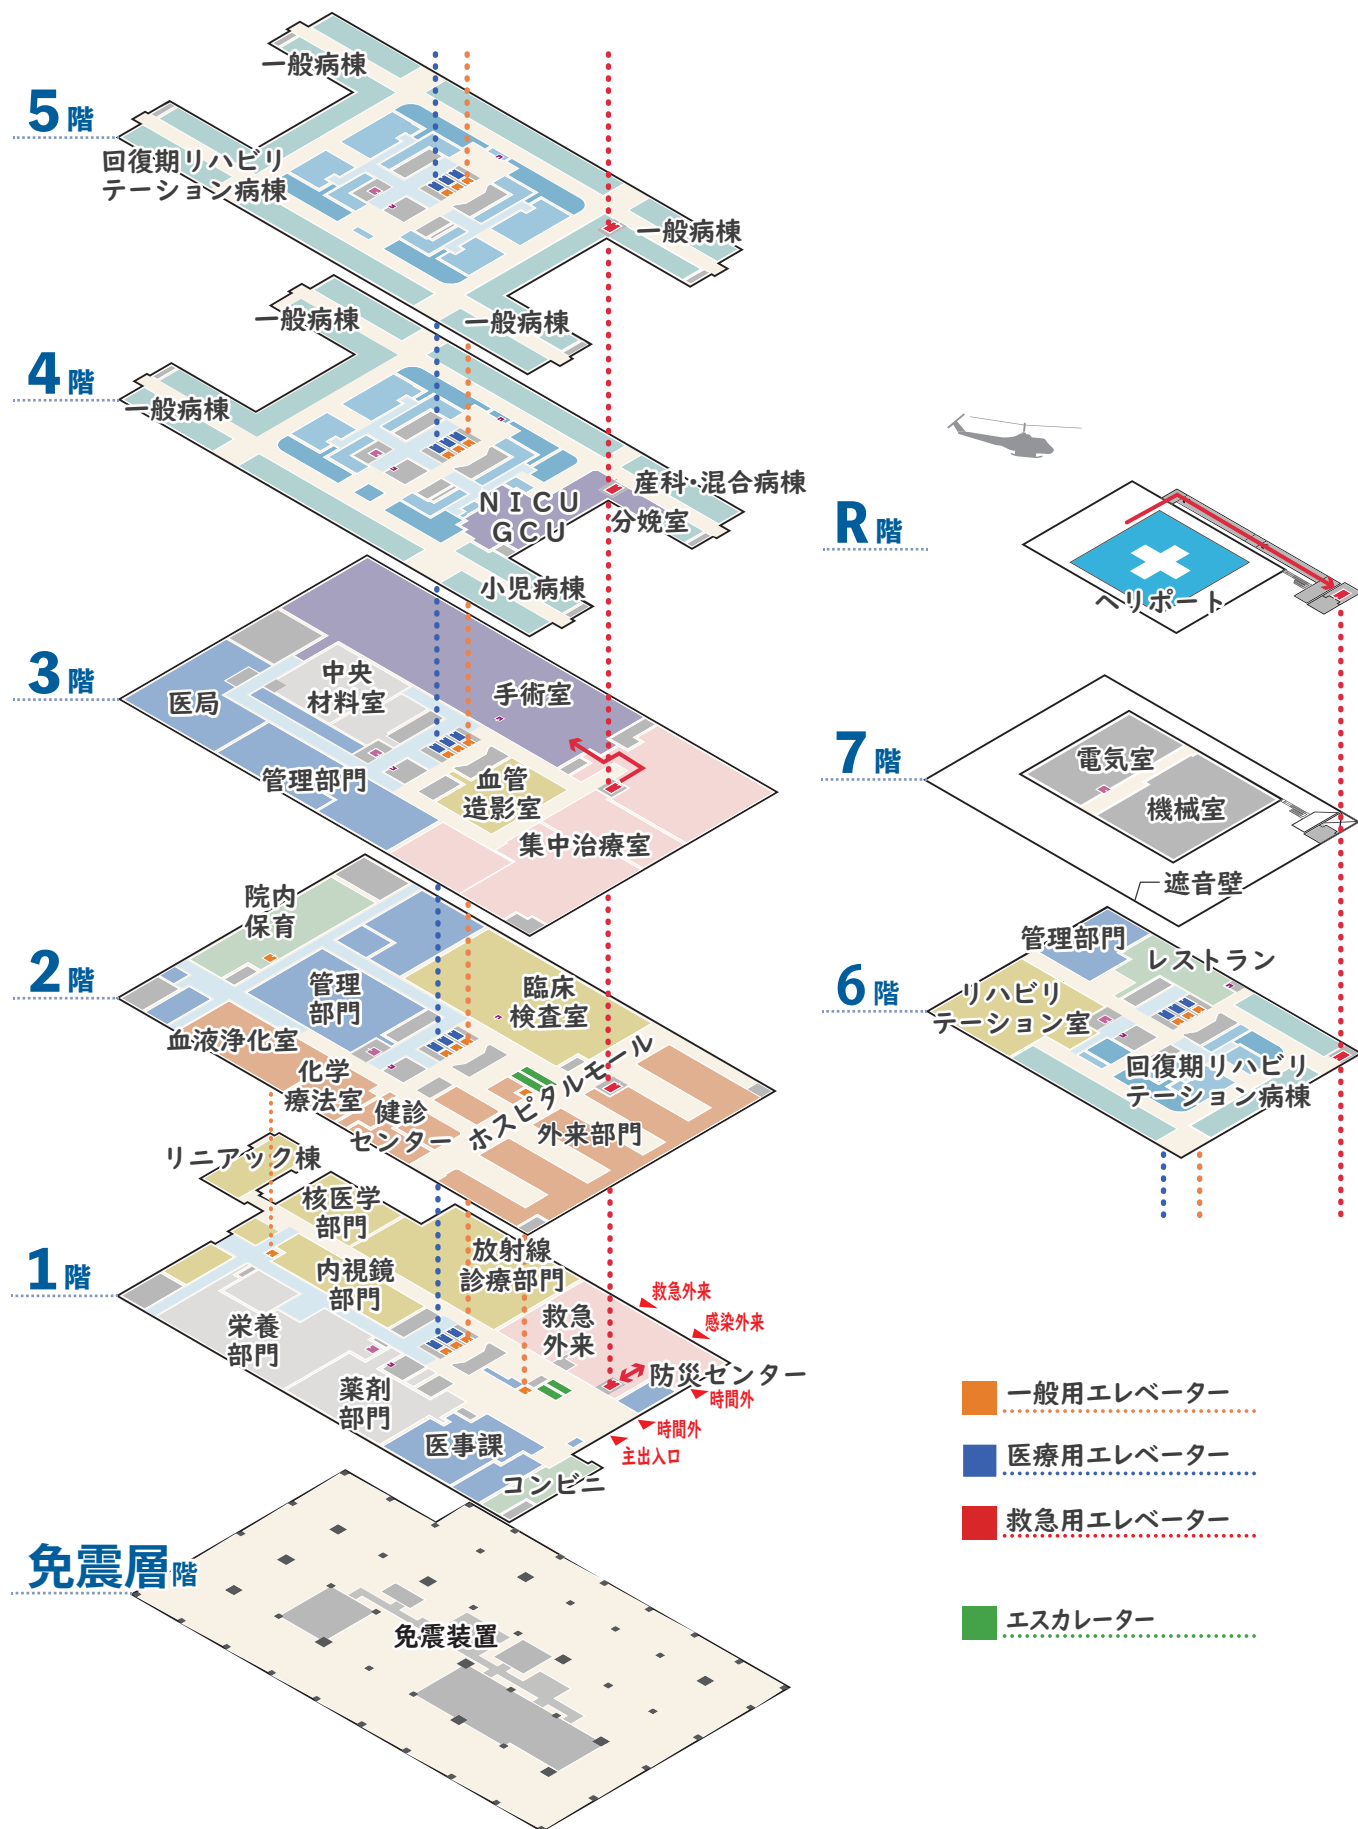 5階
一般病棟
回復期リハビリ
テーション病棟
一般病棟
一般病棟
4階
一般病棟
一般病棟
NICU
GCU
産科・混合病棟
分娩室
小児病棟
3階
中央
材料室
手術室
医局
管理部門
血管
造影室
集中治療室
2階
院内
保育
管理
部門
臨床
検査室
血液浄化室
化学
療法室
健診
センター
ホスピタルモール
外来部門
1階
リニアック棟
核医学
部門
放射線
診療部門
内視鏡
部門
救急
外来
栄養
部門
薬剤
部門
医事課
コンビニ
防災センター
救急外来
感染外来
時間外
時間外
主出入口
免震層階
免震装置
R階
ヘリポート
7階
電気室
機械室
遮音壁
6階
管理部門
レストラン
リハビリ
テーション室
回復期リハビリ
テーション病棟
一般用エレベーター
医療用エレベーター
救急用エレベーター
エスカレーター